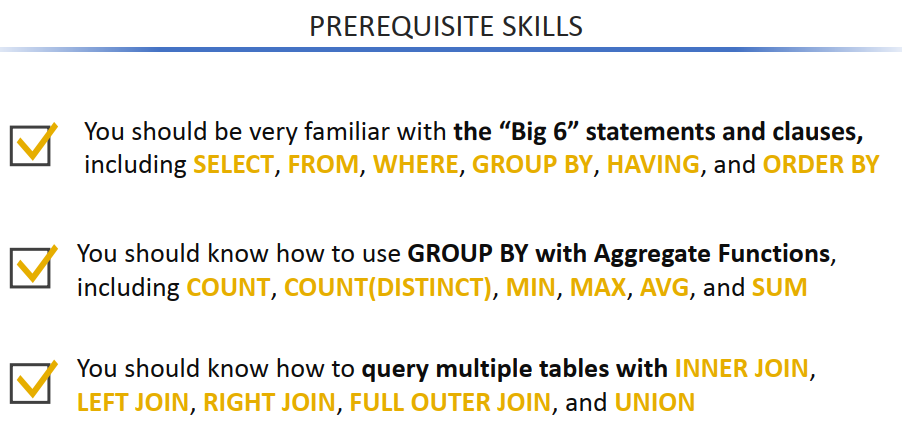 PREREQUISITE SKILLS
You should be very familiar with the “Big 6” statements and clauses,
including SELECT, FROM, WHERE, GROUP BY, HAVING, and ORDER BY
You should know how to use GROUP BY with Aggregate Functions,
including COUNT, COUNT(DISTINCT), MIN, MAX, AVG, and SUM
You should know how to query multiple tables with INNER JOIN,
LEFT JOIN, RIGHT JOIN, FULL OUTER JOIN, and UNION